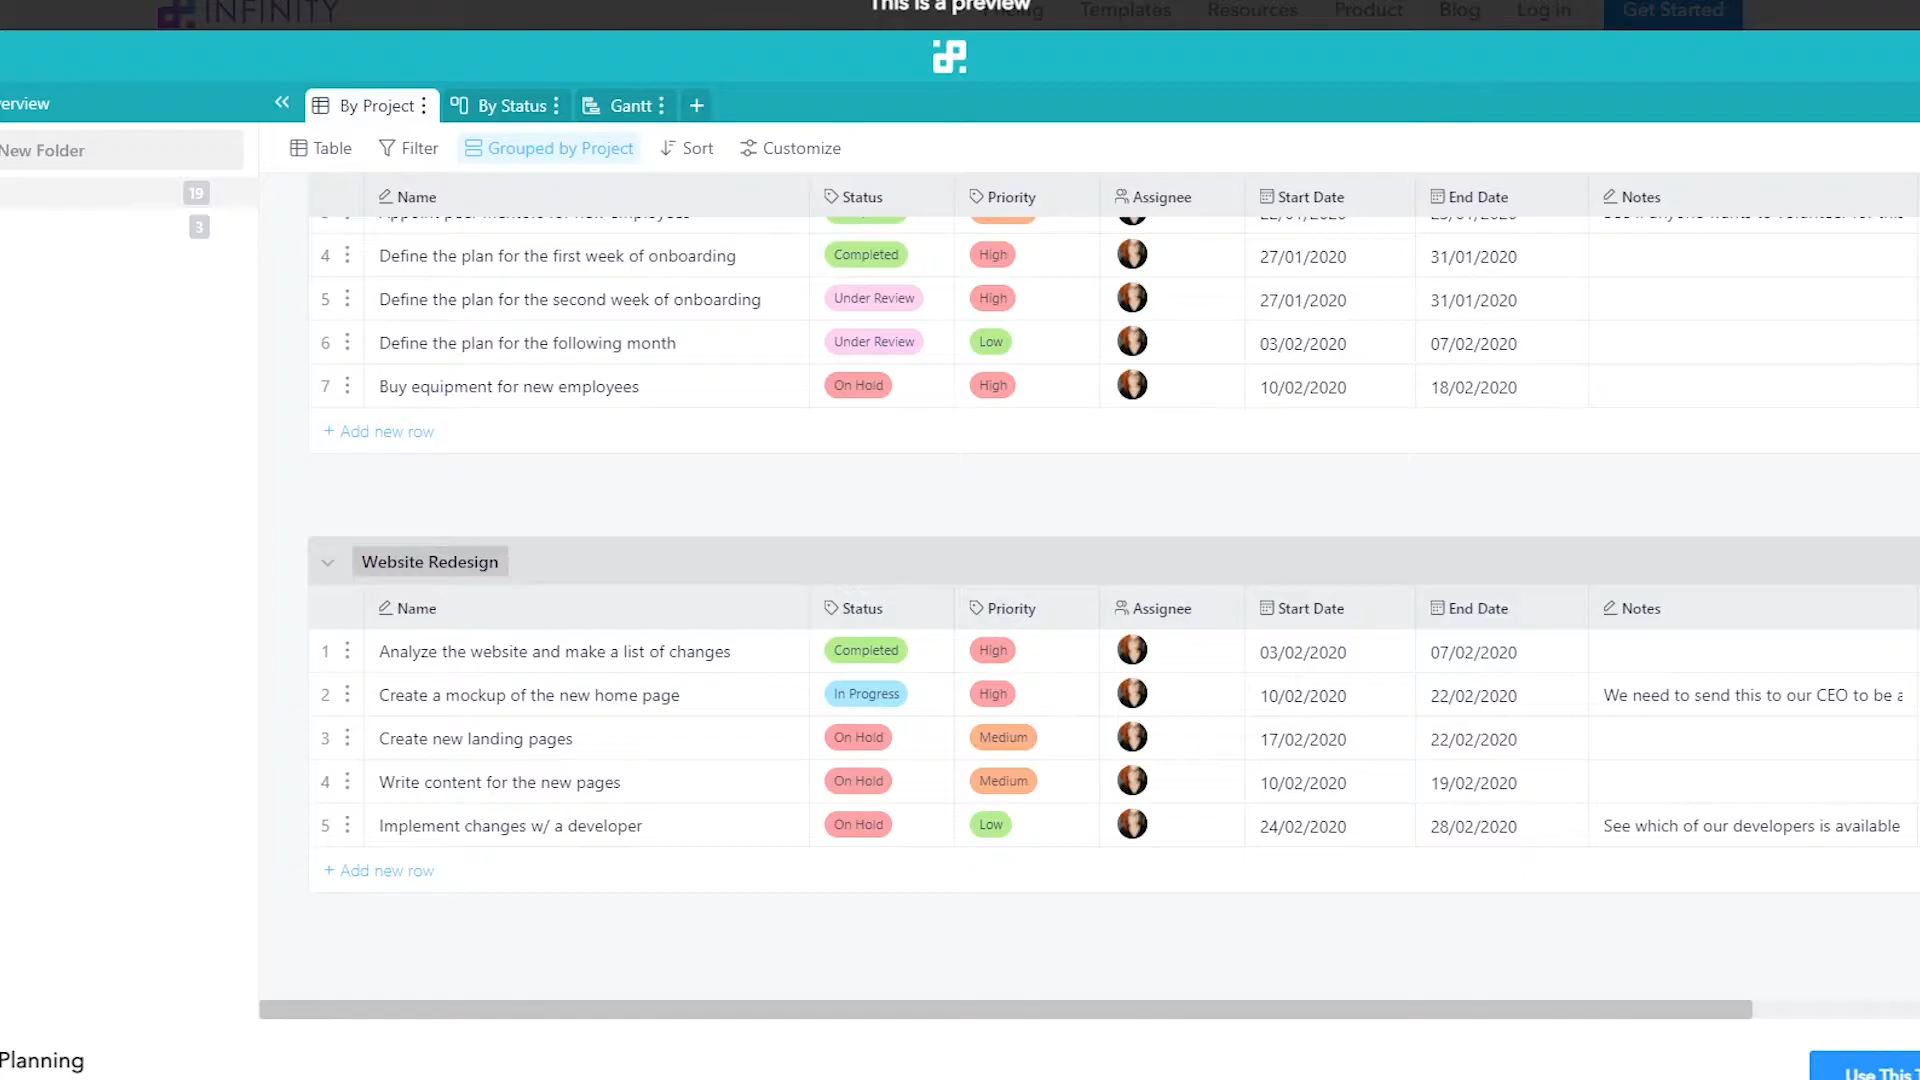 INFINITY
This is a preview
Pricing Templates Resources Product Blog Log in Get Started
erview
By Project By Status Gantt +
New Folder
Table Filter Grouped by Project Sort Customize
19
3
Name Status Priority Assignee Start Date End Date Notes
Appoint peer mentors for new employees
4 Define the plan for the first week of onboarding Completed High 27/01/2020 31/01/2020
5 Define the plan for the second week of onboarding Under Review High 27/01/2020 31/01/2020
6 Define the plan for the following month Under Review Low 03/02/2020 07/02/2020
7 Buy equipment for new employees On Hold High 10/02/2020 18/02/2020
+ Add new row
Website Redesign
Name Status Priority Assignee Start Date End Date Notes
1 Analyze the website and make a list of changes Completed High 03/02/2020 07/02/2020
2 Create a mockup of the new home page In Progress High 10/02/2020 22/02/2020 We need to send this to our CEO to be a
3 Create new landing pages On Hold Medium 17/02/2020 22/02/2020
4 Write content for the new pages On Hold Medium 10/02/2020 19/02/2020
5 Implement changes w/ a developer On Hold Low 24/02/2020 28/02/2020 See which of our developers is available
+ Add new row
Planning
Use This T